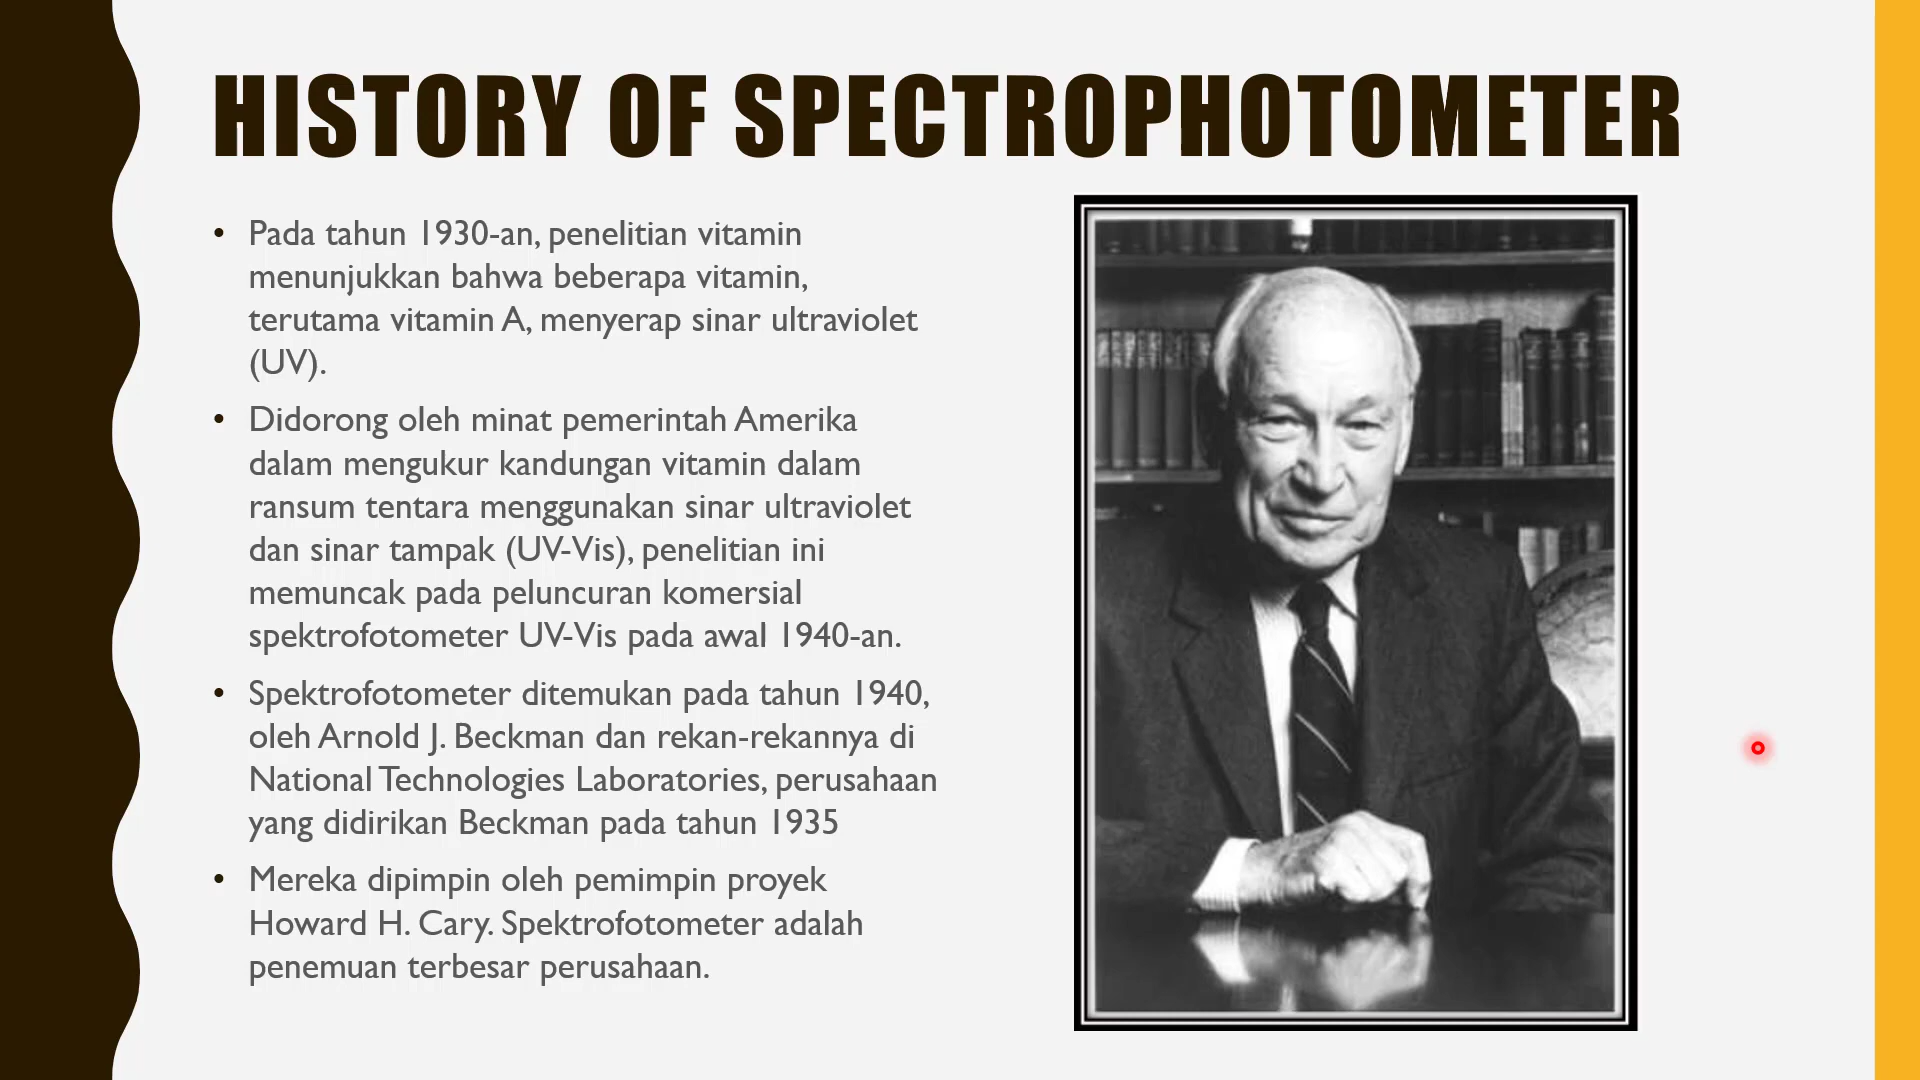 HISTORY OF SPECTROPHOTOMETER
• Pada tahun 1930-an, penelitian vitamin
menunjukkan bahwa beberapa vitamin,
terutama vitamin A, menyerap sinar ultraviolet
(UV).
• Didorong oleh minat pemerintah Amerika
dalam mengukur kandungan vitamin dalam
ransum tentara menggunakan sinar ultraviolet
dan sinar tampak (UV-Vis), penelitian ini
memuncak pada peluncuran komersial
spektrofotometer UV-Vis pada awal 1940-an.
• Spektrofotometer ditemukan pada tahun 1940,
oleh Arnold J. Beckman dan rekan-rekannya di
National Technologies Laboratories, perusahaan
yang didirikan Beckman pada tahun 1935
• Mereka dipimpin oleh pemimpin proyek
Howard H. Cary. Spektrofotometer adalah
penemuan terbesar perusahaan.